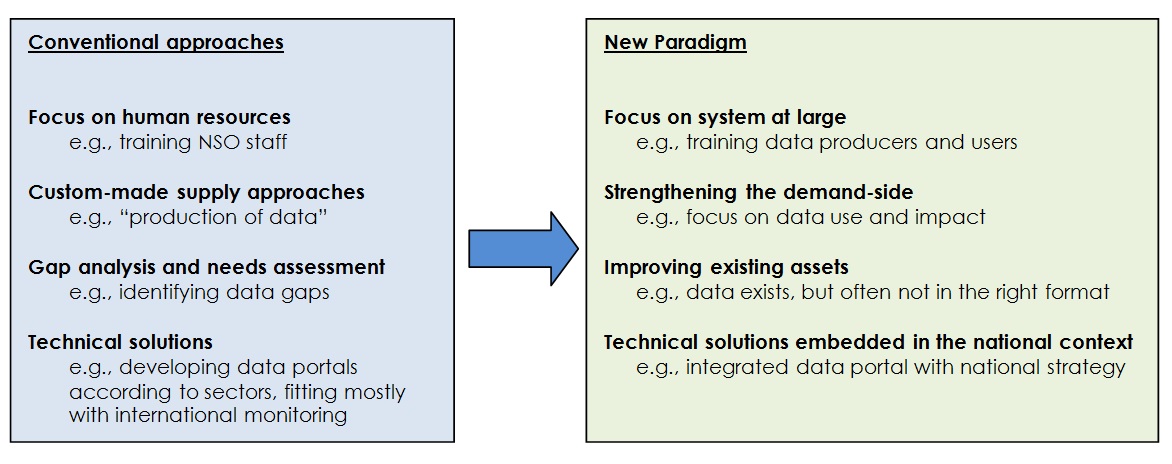 Conventional approaches
Focus on human resources
e.g., training NSO staff
Custom-made supply approaches
e.g., “production of data”
Gap analysis and needs assessment
e.g., identifying data gaps
Technical solutions
e.g., developing data portals
according to sectors, fitting mostly
with international monitoring
New Paradigm
Focus on system at large
e.g., training data producers and users
Strengthening the demand-side
e.g., focus on data use and impact
Improving existing assets
e.g., data exists, but often not in the right format
Technical solutions embedded in the national context
e.g., integrated data portal with national strategy